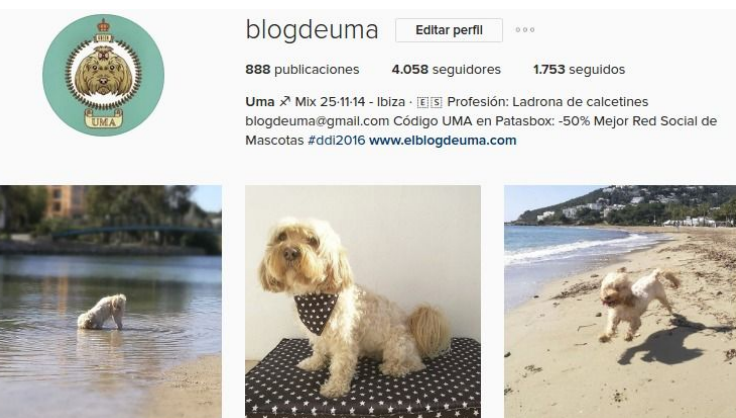 blogdeuma Editar perfil
888 publicaciones 4.058 seguidores 1.753 seguidos
Uma ♐ Mix 25·11·14 - Ibiza · 🇪🇸 Profesión: Ladrona de calcetines
blogdeuma@gmail.com Código UMA en Patasbox: -50% Mejor Red Social de
Mascotas #ddi2016 www.elblogdeuma.com
UMA